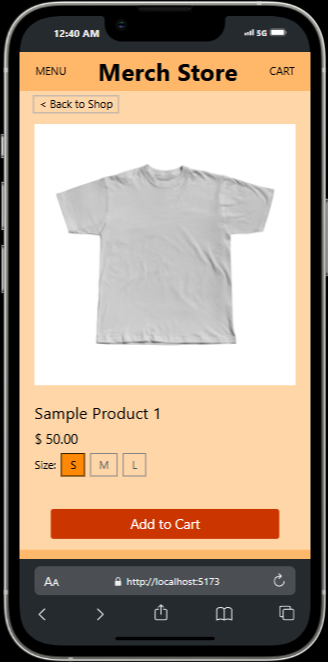 12:40 AM 5G
MENU Merch Store CART
< Back to Shop
Sample Product 1
$ 50.00
Size: S M L
Add to Cart
AA http://localhost:5173